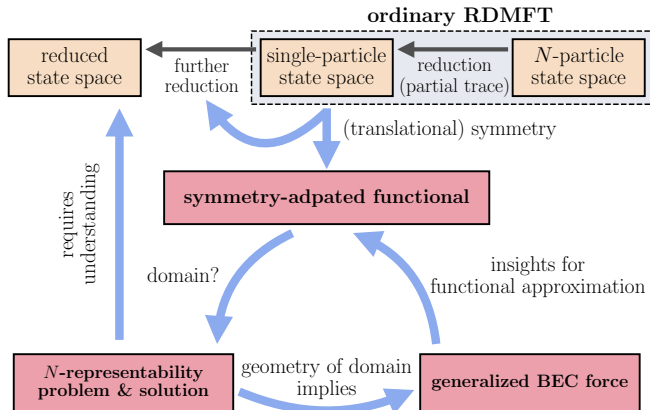 ordinary RDMFT
reduced
state space
further
reduction
single-particle
state space
reduction
(partial trace)
N-particle
state space
(translational) symmetry
symmetry-adpated functional
requires
understanding
domain?
insights for
functional approximation
N-representability
problem & solution
geometry of domain
implies
generalized BEC force